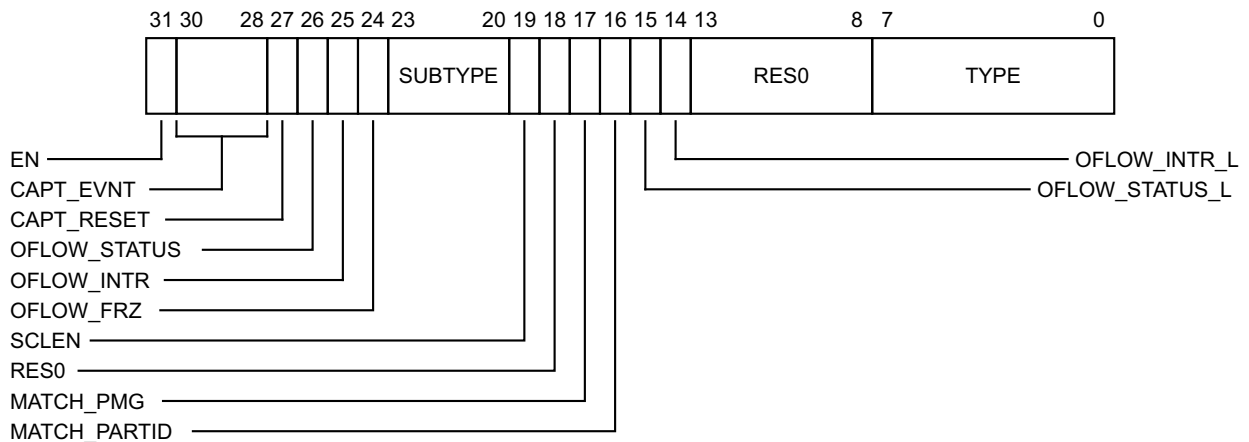 31 30 28 27 26 25 24 23 20 19 18 17 16 15 14 13 8 7 0
SUBTYPE RES0 TYPE
EN OFLOW_INTR_L
CAPT_EVNT OFLOW_STATUS_L
CAPT_RESET
OFLOW_STATUS
OFLOW_INTR
OFLOW_FRZ
SCLEN
RES0
MATCH_PMG
MATCH_PARTID